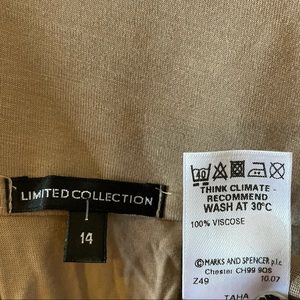 LIMITED COLLECTION
14
40
THINK CLIMATE -
RECOMMEND
WASH AT 30°C
100% VISCOSE
©MARKS AND SPENCER p.l.c.
Chester CH99 9QS
Z49 10.07
TAHA